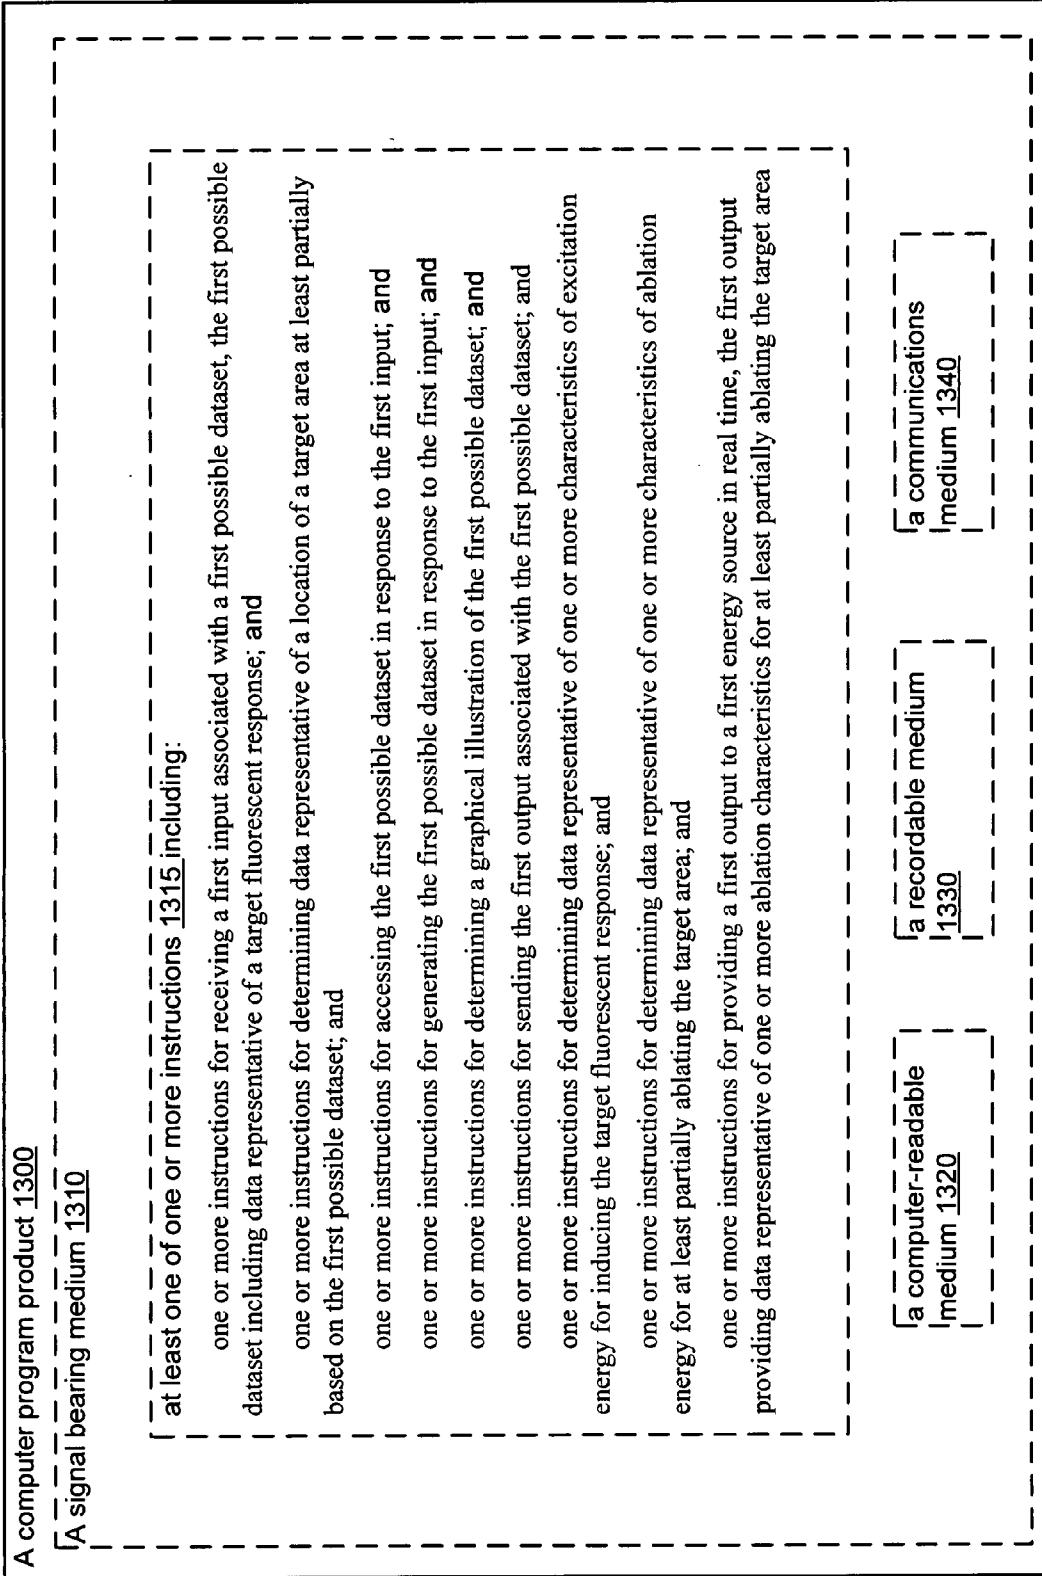 A computer program product 1300
A signal bearing medium 1310
at least one of one or more instructions 1315 including:
one or more instructions for receiving a first input associated with a first possible dataset, the first possible
dataset including data representative of a target fluorescent response; and
one or more instructions for determining data representative of a location of a target area at least partially
based on the first possible dataset; and
one or more instructions for accessing the first possible dataset in response to the first input; and
one or more instructions for generating the first possible dataset in response to the first input; and
one or more instructions for determining a graphical illustration of the first possible dataset; and
one or more instructions for sending the first output associated with the first possible dataset; and
one or more instructions for determining data representative of one or more characteristics of excitation
energy for inducing the target fluorescent response; and
one or more instructions for determining data representative of one or more characteristics of ablation
energy for at least partially ablating the target area; and
one or more instructions for providing a first output to a first energy source in real time, the first output
providing data representative of one or more ablation characteristics for at least partially ablating the target area
a computer-readable
medium 1320
a recordable medium
1330
a communications
medium 1340